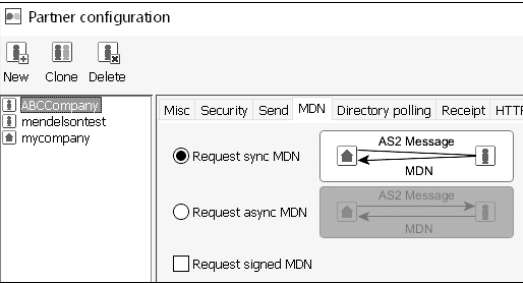 Partner configuration
New Clone Delete
ABCCompany
mendelsontest
mycompany
Misc Security Send MDN Directory polling Receipt HTTP
Request sync MDN
AS2 Message
MDN
Request async MDN
AS2 Message
MDN
Request signed MDN